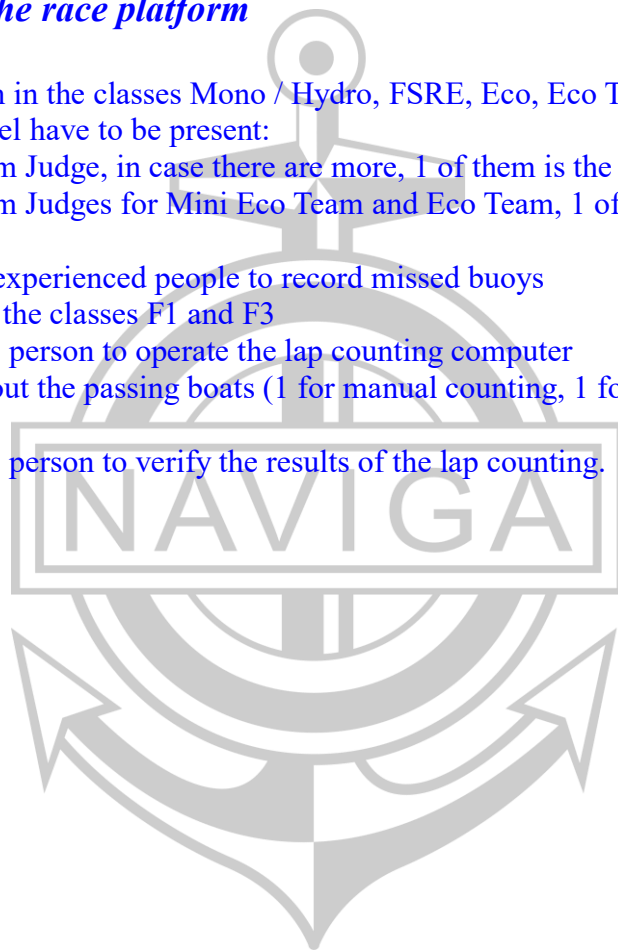 he race platform
n in the classes Mono / Hydro, FSRE, Eco, Eco T
el have to be present:
m Judge, in case there are more, 1 of them is the
m Judges for Mini Eco Team and Eco Team, 1 of
experienced people to record missed buoys
the classes F1 and F3
person to operate the lap counting computer
out the passing boats (1 for manual counting, 1 fo
person to verify the results of the lap counting.
NAVIGA